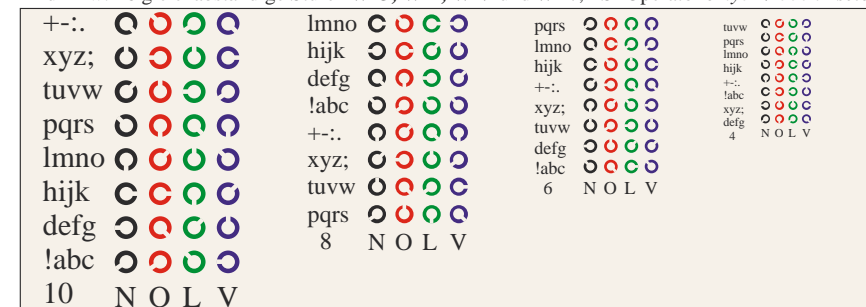 +-:.
xyz;
tuvw
pqrs
lmno
hijk
defg
!abc
10 N O L V
lmno
hijk
defg
!abc
+-:.
xyz;
tuvw
pqrs
8 N O L V
pqrs
lmno
hijk
+-:.
xyz;
tuvw
defg
!abc
6 N O L V
tuvw
pqrs
lmno
hijk
+-:.
!abc
xyz;
defg
4 N O L V